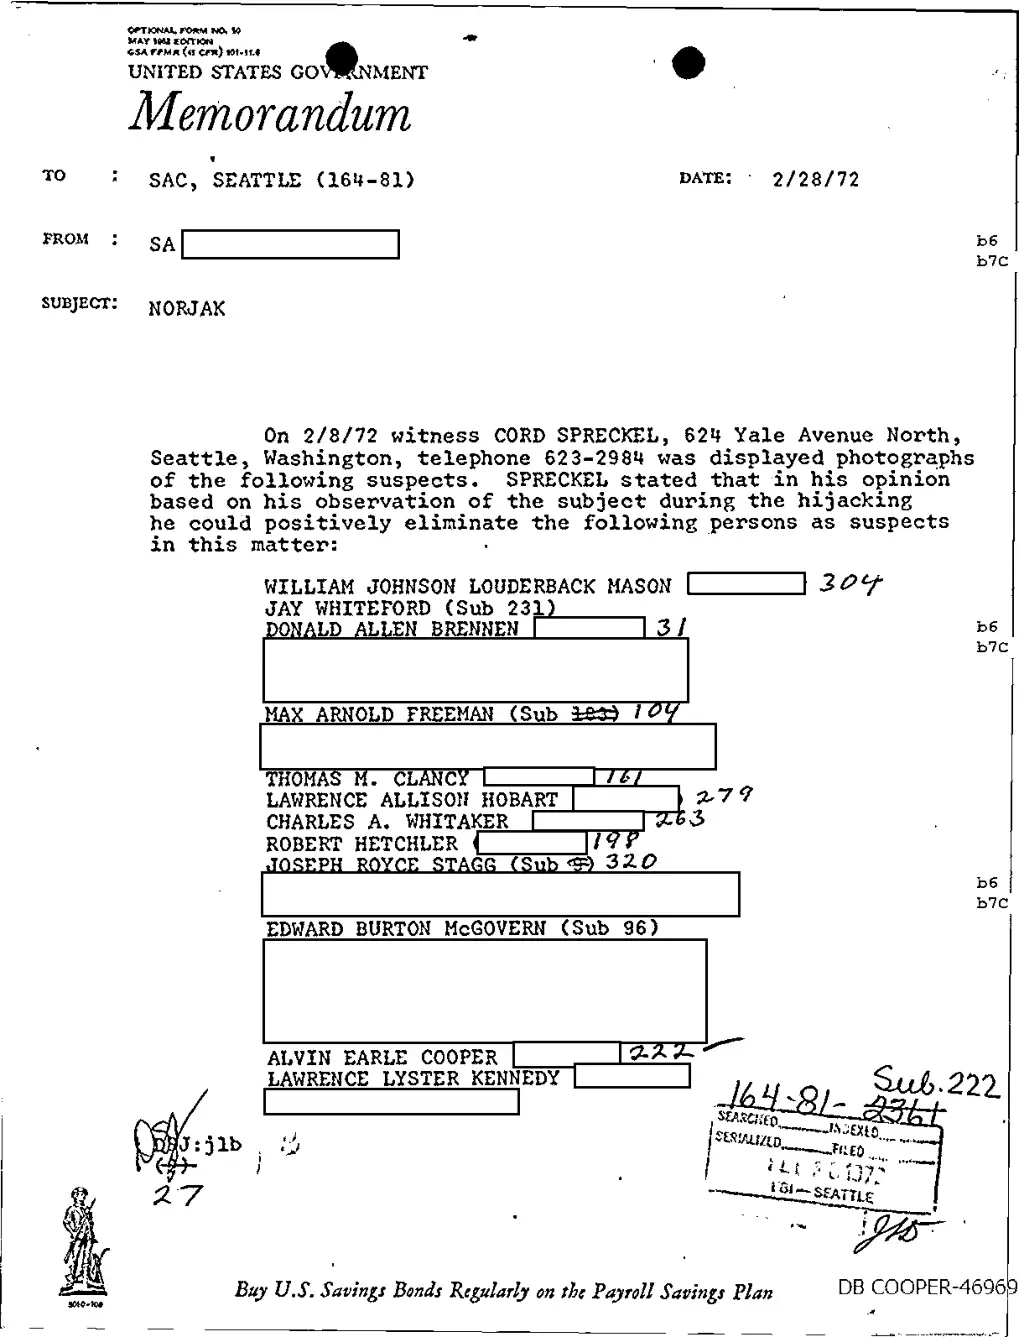 OPTIONAL FORM NO. 10
MAY 1962 EDITION
GSA FPMR (41 CFR) 101-11.6
UNITED STATES GOVERNMENT
Memorandum
TO : SAC, SEATTLE (164-81) DATE: 2/28/72
FROM : SA b6
b7C
SUBJECT: NORJAK
On 2/8/72 witness CORD SPRECKEL, 624 Yale Avenue North,
Seattle, Washington, telephone 623-2984 was displayed photographs
of the following suspects. SPRECKEL stated that in his opinion
based on his observation of the subject during the hijacking
he could positively eliminate the following persons as suspects
in this matter:
WILLIAM JOHNSON LOUDERBACK MASON 304
JAY WHITEFORD (Sub 231)
DONALD ALLEN BRENNEN 31 b6
b7C
MAX ARNOLD FREEMAN (Sub 183) 104
THOMAS M. CLANCY 161
LAWRENCE ALLISON HOBART ) 279
CHARLES A. WHITAKER 263
ROBERT HETCHLER ( 198
JOSEPH ROYCE STAGG (Sub ) 320
b6
b7C
EDWARD BURTON McGOVERN (Sub 96)
ALVIN EARLE COOPER 222
LAWRENCE LYSTER KENNEDY
Sub.222
164-81-2361
SEARCHED INDEXED
SERIALIZED FILED
FBI—SEATTLE
J:jlb
27
5010-108
Buy U.S. Savings Bonds Regularly on the Payroll Savings Plan
DB COOPER-46969